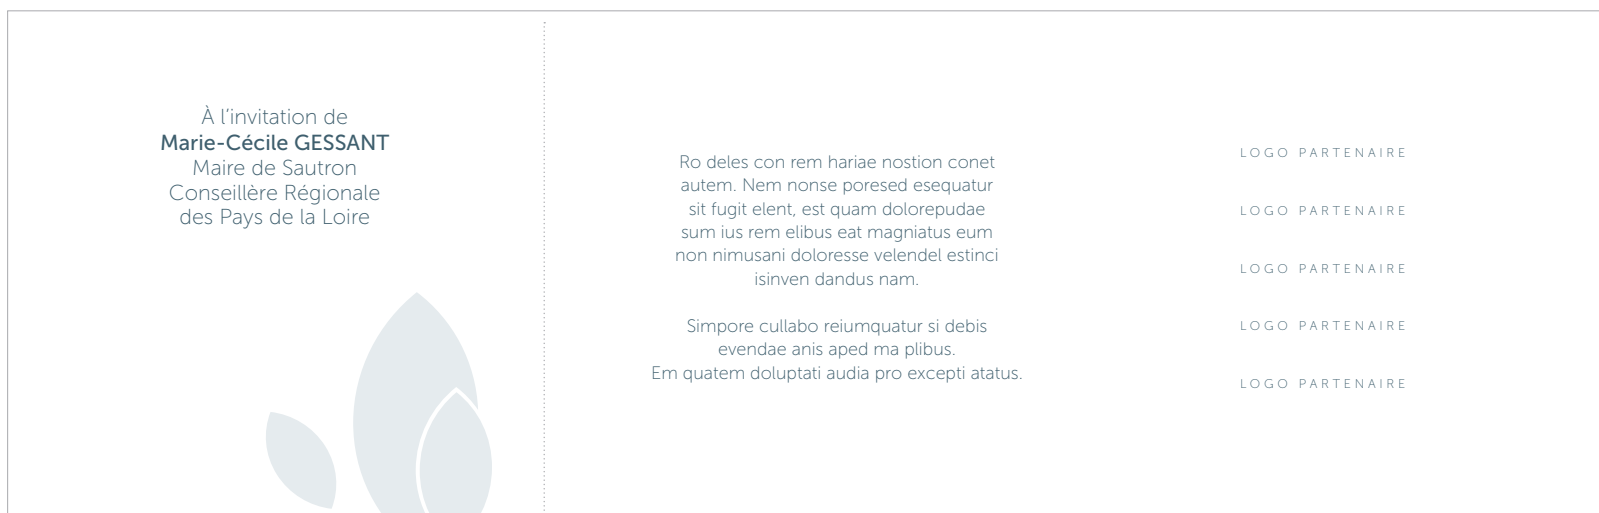 À l’invitation de
Marie-Cécile GESSANT
Maire de Sautron
Conseillère Régionale
des Pays de la Loire
Ro deles con rem hariae nostion conet
autem. Nem nonse poresed esequatur
sit fugit elent, est quam dolorepudae
sum ius rem elibus eat magniatus eum
non nimusani doloresse velendel estinci
isinven dandus nam.
Simpore cullabo reiumquatur si debis
evendae anis aped ma plibus.
Em quatem doluptati audia pro excepti atatus.
LOGO PARTENAIRE
LOGO PARTENAIRE
LOGO PARTENAIRE
LOGO PARTENAIRE
LOGO PARTENAIRE